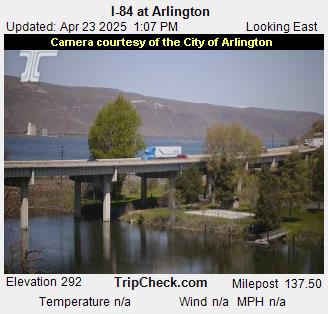 I-84 at Arlington
Updated: Apr 23 2025 1:07 PM Looking East
Camera courtesy of the City of Arlington
Elevation 292 TripCheck.com Milepost 137.50
Temperature n/a Wind n/a MPH n/a